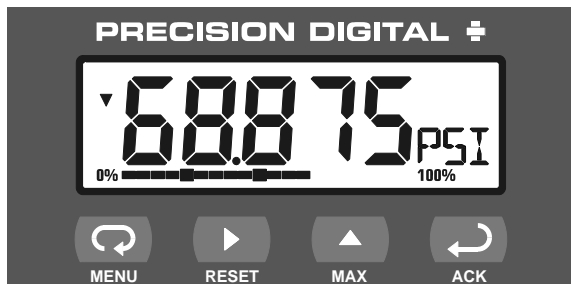 PRECISION DIGITAL
68.875 PSI
0% 100%
MENU RESET MAX ACK